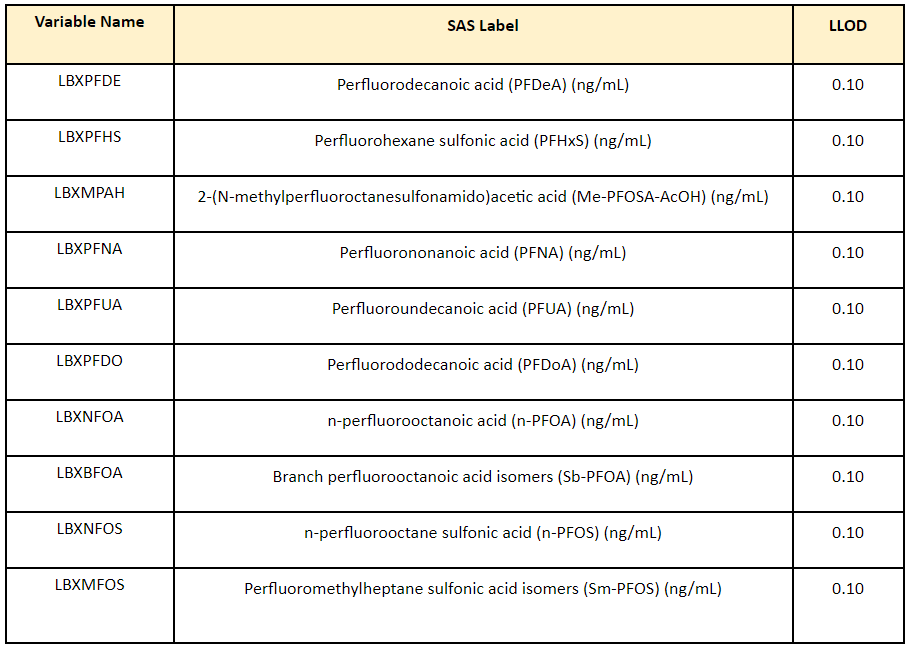 Variable Name SAS Label LLOD
LBXPFDE Perfluorodecanoic acid (PFDeA) (ng/mL) 0.10
LBXPFHS Perfluorohexane sulfonic acid (PFHxS) (ng/mL) 0.10
LBXMPAH 2-(N-methylperfluoroctanesulfonamido)acetic acid (Me-PFOSA-AcOH) (ng/mL) 0.10
LBXPFNA Perfluorononanoic acid (PFNA) (ng/mL) 0.10
LBXPFUA Perfluoroundecanoic acid (PFUA) (ng/mL) 0.10
LBXPFDO Perfluorododecanoic acid (PFDoA) (ng/mL) 0.10
LBXNFOA n-perfluorooctanoic acid (n-PFOA) (ng/mL) 0.10
LBXBFOA Branch perfluorooctanoic acid isomers (Sb-PFOA) (ng/mL) 0.10
LBXNFOS n-perfluorooctane sulfonic acid (n-PFOS) (ng/mL) 0.10
LBXMFOS Perfluoromethylheptane sulfonic acid isomers (Sm-PFOS) (ng/mL) 0.10